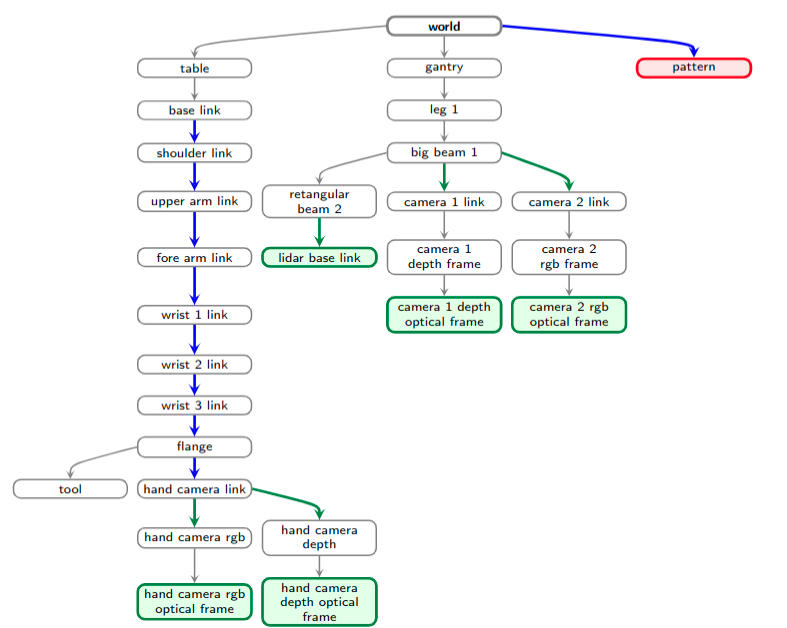 world
table
gantry
pattern
base link
leg 1
shoulder link
big beam 1
upper arm link
retangular
beam 2
camera 1 link
camera 2 link
fore arm link
lidar base link
camera 1
depth frame
camera 2
rgb frame
wrist 1 link
camera 1 depth
optical frame
camera 2 rgb
optical frame
wrist 2 link
wrist 3 link
flange
tool
hand camera link
hand camera rgb
hand camera
depth
hand camera rgb
optical frame
hand camera
depth optical
frame